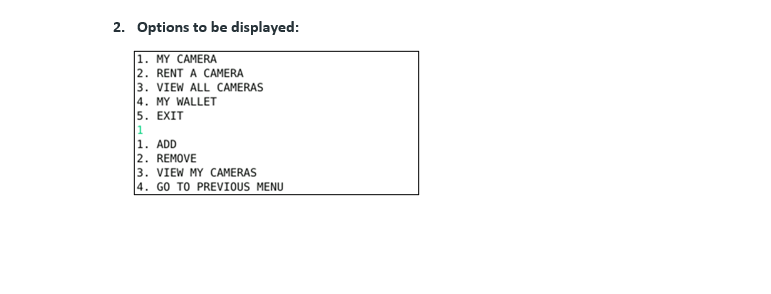 2. Options to be displayed:
1. MY CAMERA
2. RENT A CAMERA
3. VIEW ALL CAMERAS
4. MY WALLET
5. EXIT
1
1. ADD
2. REMOVE
3. VIEW MY CAMERAS
4. GO TO PREVIOUS MENU